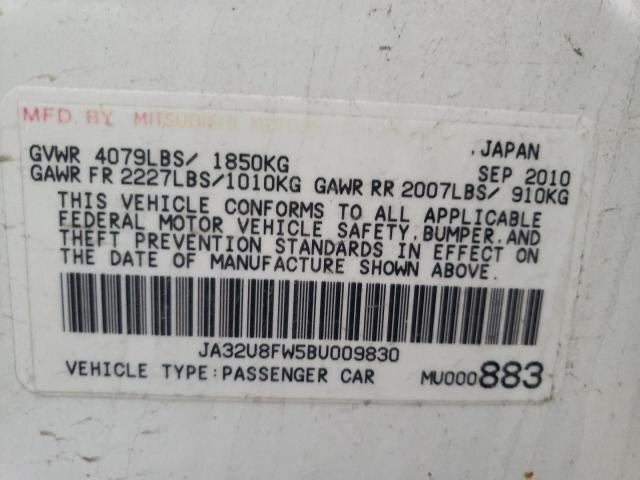 MFD. BY MITSUBISHI MOTORS
. JAPAN
GVWR 4079LBS/ 1850KG SEP 2010
GAWR FR 2227LBS/1010KG GAWR RR 2007LBS/ 910KG
THIS VEHICLE CONFORMS TO ALL APPLICABLE
FEDERAL MOTOR VEHICLE SAFETY, BUMPER, AND
THEFT PREVENTION STANDARDS IN EFFECT ON
THE DATE OF MANUFACTURE SHOWN ABOVE.
JA32U8FW5BU009830
VEHICLE TYPE:PASSENGER CAR MU000883